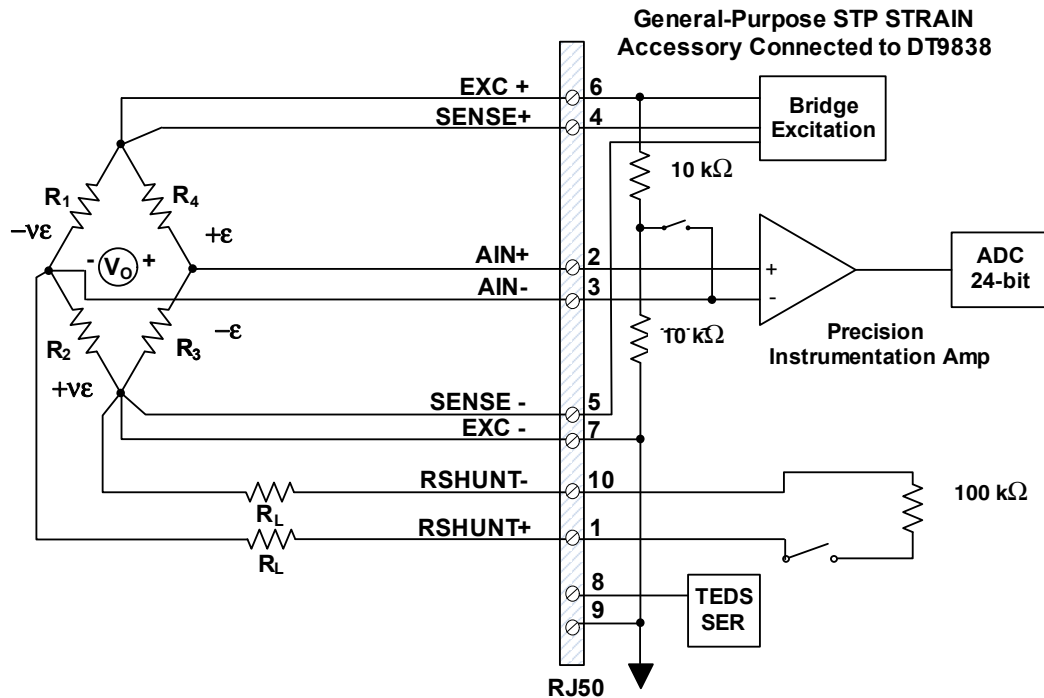 General-Purpose STP STRAIN
Accessory Connected to DT9838
EXC + 6
SENSE+ 4
Bridge
Excitation
10 kΩ
R1
R4
−νε
+ε
- VO +
AIN+ 2
AIN- 3
+
-
ADC
24-bit
R2
R3
−ε
+νε
10 kΩ
Precision
Instrumentation Amp
SENSE - 5
EXC - 7
RSHUNT- 10
RL
100 kΩ
RSHUNT+ 1
RL
8
TEDS
SER
9
RJ50